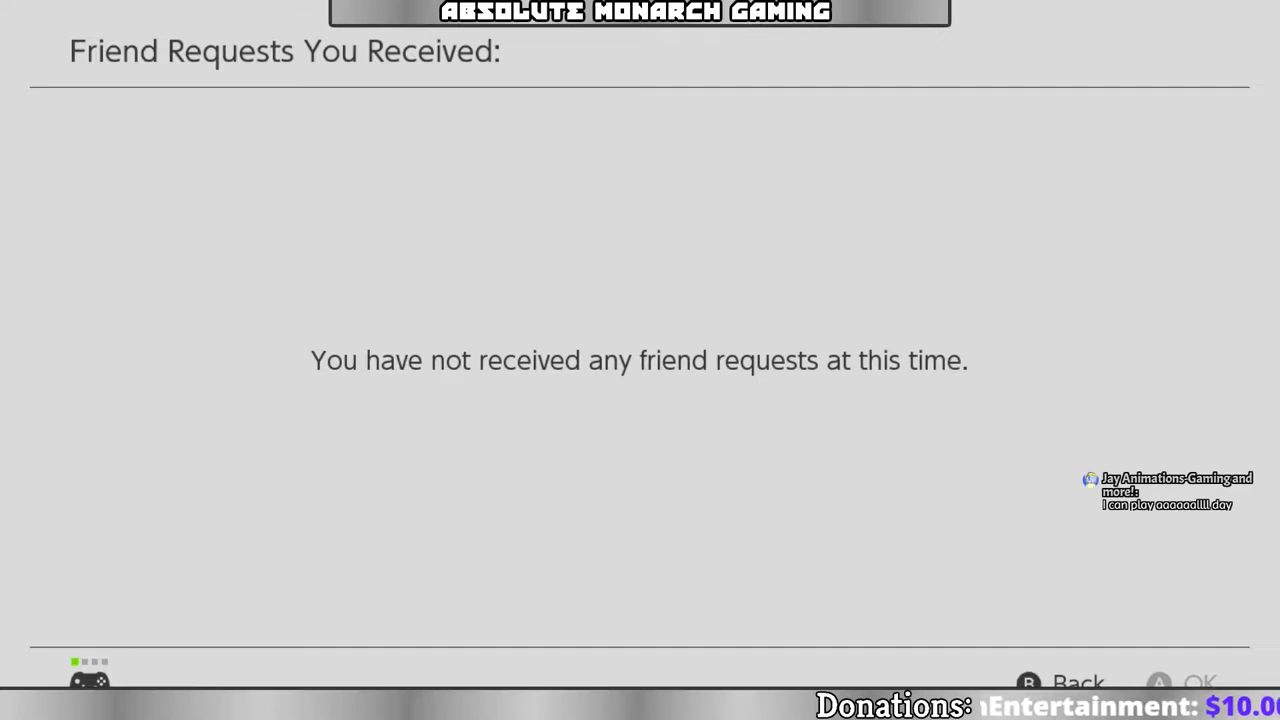 ABSOLUTE MONARCH GAMING
Friend Requests You Received:
You have not received any friend requests at this time.
Jay Animations-Gaming and
more!:
I can play aaaaaallll day
B Back A OK
Donations: Entertainment: $10.0